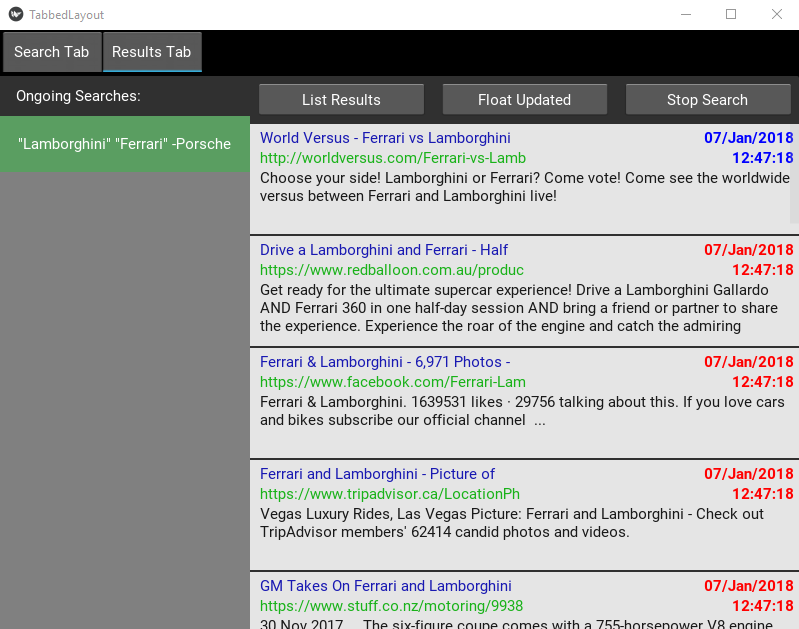 TabbedLayout
Search Tab Results Tab
Ongoing Searches:
List Results Float Updated Stop Search
"Lamborghini" "Ferrari" -Porsche
World Versus - Ferrari vs Lamborghini 07/Jan/2018
http://worldversus.com/Ferrari-vs-Lamb 12:47:18
Choose your side! Lamborghini or Ferrari? Come vote! Come see the worldwide
versus between Ferrari and Lamborghini live!
Drive a Lamborghini and Ferrari - Half 07/Jan/2018
https://www.redballoon.com.au/produc 12:47:18
Get ready for the ultimate supercar experience! Drive a Lamborghini Gallardo
AND Ferrari 360 in one half-day session AND bring a friend or partner to share
the experience. Experience the roar of the engine and catch the admiring
Ferrari & Lamborghini - 6,971 Photos - 07/Jan/2018
https://www.facebook.com/Ferrari-Lam 12:47:18
Ferrari & Lamborghini. 1639531 likes · 29756 talking about this. If you love cars
and bikes subscribe our official channel ...
Ferrari and Lamborghini - Picture of 07/Jan/2018
https://www.tripadvisor.ca/LocationPh 12:47:18
Vegas Luxury Rides, Las Vegas Picture: Ferrari and Lamborghini - Check out
TripAdvisor members' 62414 candid photos and videos.
GM Takes On Ferrari and Lamborghini 07/Jan/2018
https://www.stuff.co.nz/motoring/9938 12:47:18
30 Nov 2017 ... The six-figure coupe comes with a 755-horsepower V8 engine